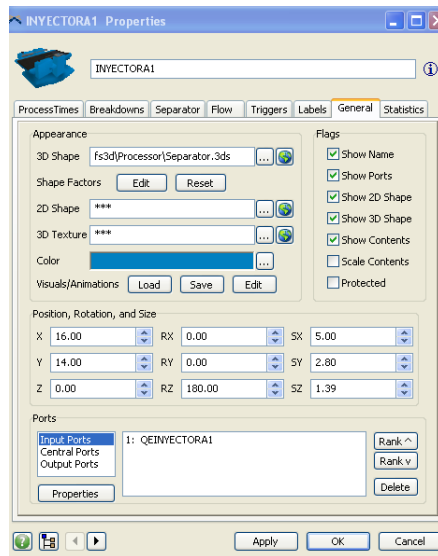 INYECTORA1 Properties
INYECTORA1
ProcessTimes Breakdowns Separator Flow Triggers Labels General Statistics
Appearance
3D Shape fs3d\Processor\Separator.3ds ...
Shape Factors Edit Reset
2D Shape *** ...
3D Texture *** ...
Color ...
Visuals/Animations Load Save Edit
Flags
Show Name
Show Ports
Show 2D Shape
Show 3D Shape
Show Contents
Scale Contents
Protected
Position, Rotation, and Size
X 16.00 RX 0.00 SX 5.00
Y 14.00 RY 0.00 SY 2.80
Z 0.00 RZ 180.00 SZ 1.39
Ports
Input Ports
Central Ports
Output Ports
Properties
1: QEINYECTORA1
Rank ^
Rank v
Delete
Apply OK Cancel